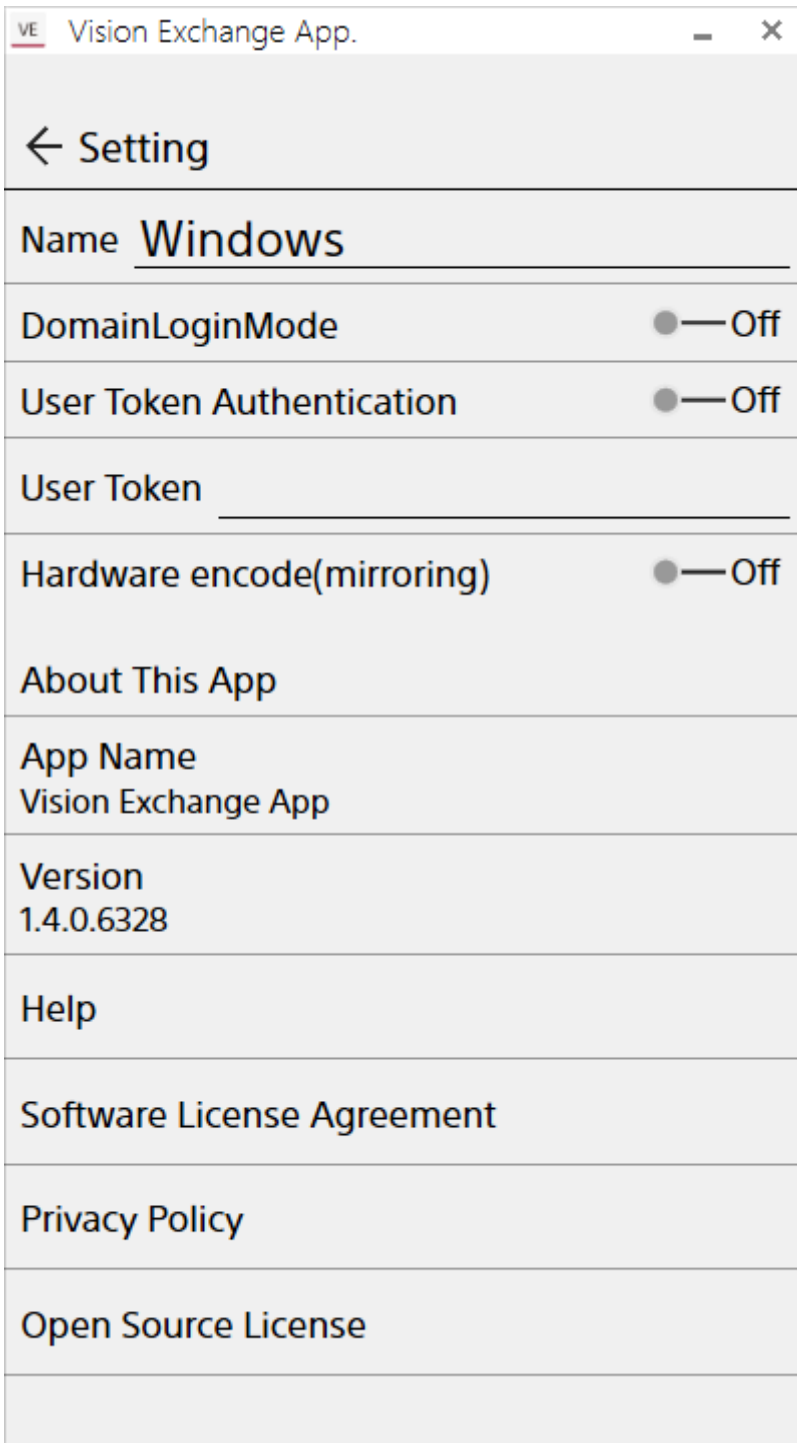 VE Vision Exchange App.
← Setting
Name Windows
DomainLoginMode Off
User Token Authentication Off
User Token
Hardware encode(mirroring) Off
About This App
App Name
Vision Exchange App
Version
1.4.0.6328
Help
Software License Agreement
Privacy Policy
Open Source License